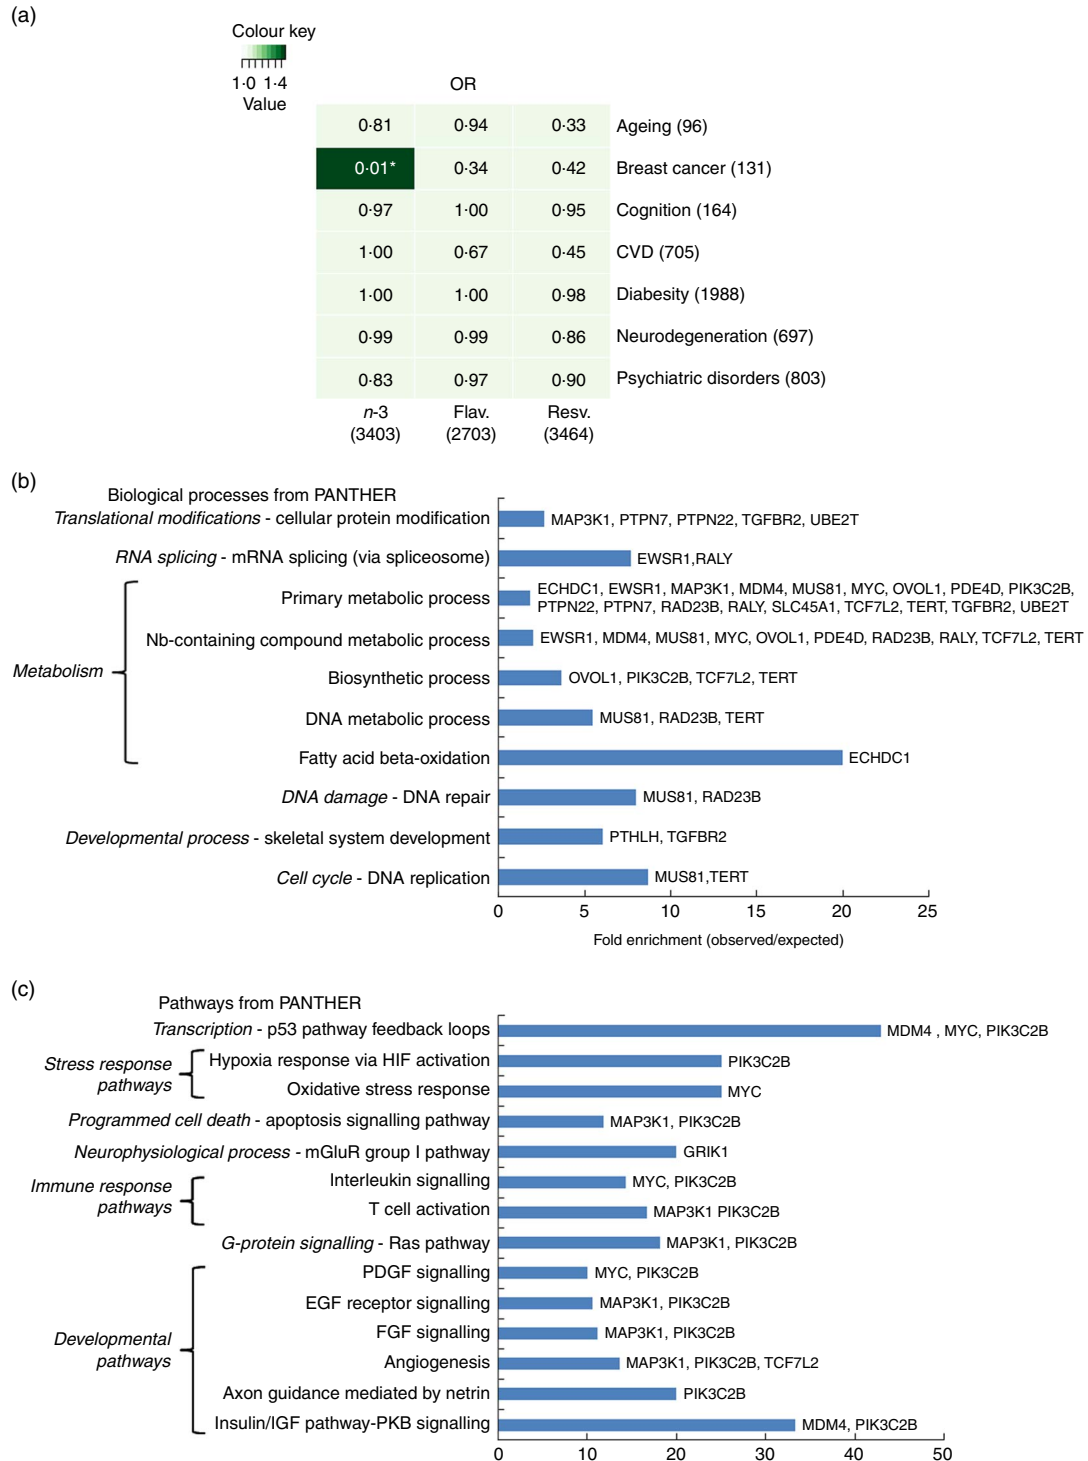 (a)
Colour key
1·0 1·4
Value
OR
0·81 0·94 0·33 Ageing (96)
0·01* 0·34 0·42 Breast cancer (131)
0·97 1·00 0·95 Cognition (164)
1·00 0·67 0·45 CVD (705)
1·00 1·00 0·98 Diabesity (1988)
0·99 0·99 0·86 Neurodegeneration (697)
0·83 0·97 0·90 Psychiatric disorders (803)
n-3 Flav. Resv.
(3403) (2703) (3464)
(b)
Biological processes from PANTHER
Translational modifications - cellular protein modification MAP3K1, PTPN7, PTPN22, TGFBR2, UBE2T
RNA splicing - mRNA splicing (via spliceosome) EWSR1,RALY
Metabolism
Primary metabolic process ECHDC1, EWSR1, MAP3K1, MDM4, MUS81, MYC, OVOL1, PDE4D, PIK3C2B,
PTPN22, PTPN7, RAD23B, RALY, SLC45A1, TCF7L2, TERT, TGFBR2, UBE2T
Nb-containing compound metabolic process EWSR1, MDM4, MUS81, MYC, OVOL1, PDE4D, RAD23B, RALY, TCF7L2, TERT
Biosynthetic process OVOL1, PIK3C2B, TCF7L2, TERT
DNA metabolic process MUS81, RAD23B, TERT
Fatty acid beta-oxidation ECHDC1
DNA damage - DNA repair MUS81, RAD23B
Developmental process - skeletal system development PTHLH, TGFBR2
Cell cycle - DNA replication MUS81,TERT
0 5 10 15 20 25
Fold enrichment (observed/expected)
(c)
Pathways from PANTHER
Transcription - p53 pathway feedback loops MDM4 , MYC, PIK3C2B
Stress response
pathways
Hypoxia response via HIF activation PIK3C2B
Oxidative stress response MYC
Programmed cell death - apoptosis signalling pathway MAP3K1, PIK3C2B
Neurophysiological process - mGluR group I pathway GRIK1
Immune response
pathways
Interleukin signalling MYC, PIK3C2B
T cell activation MAP3K1 PIK3C2B
G-protein signalling - Ras pathway MAP3K1, PIK3C2B
Developmental
pathways
PDGF signalling MYC, PIK3C2B
EGF receptor signalling MAP3K1, PIK3C2B
FGF signalling MAP3K1, PIK3C2B
Angiogenesis MAP3K1, PIK3C2B, TCF7L2
Axon guidance mediated by netrin PIK3C2B
Insulin/IGF pathway-PKB signalling MDM4, PIK3C2B
0 10 20 30 40 50